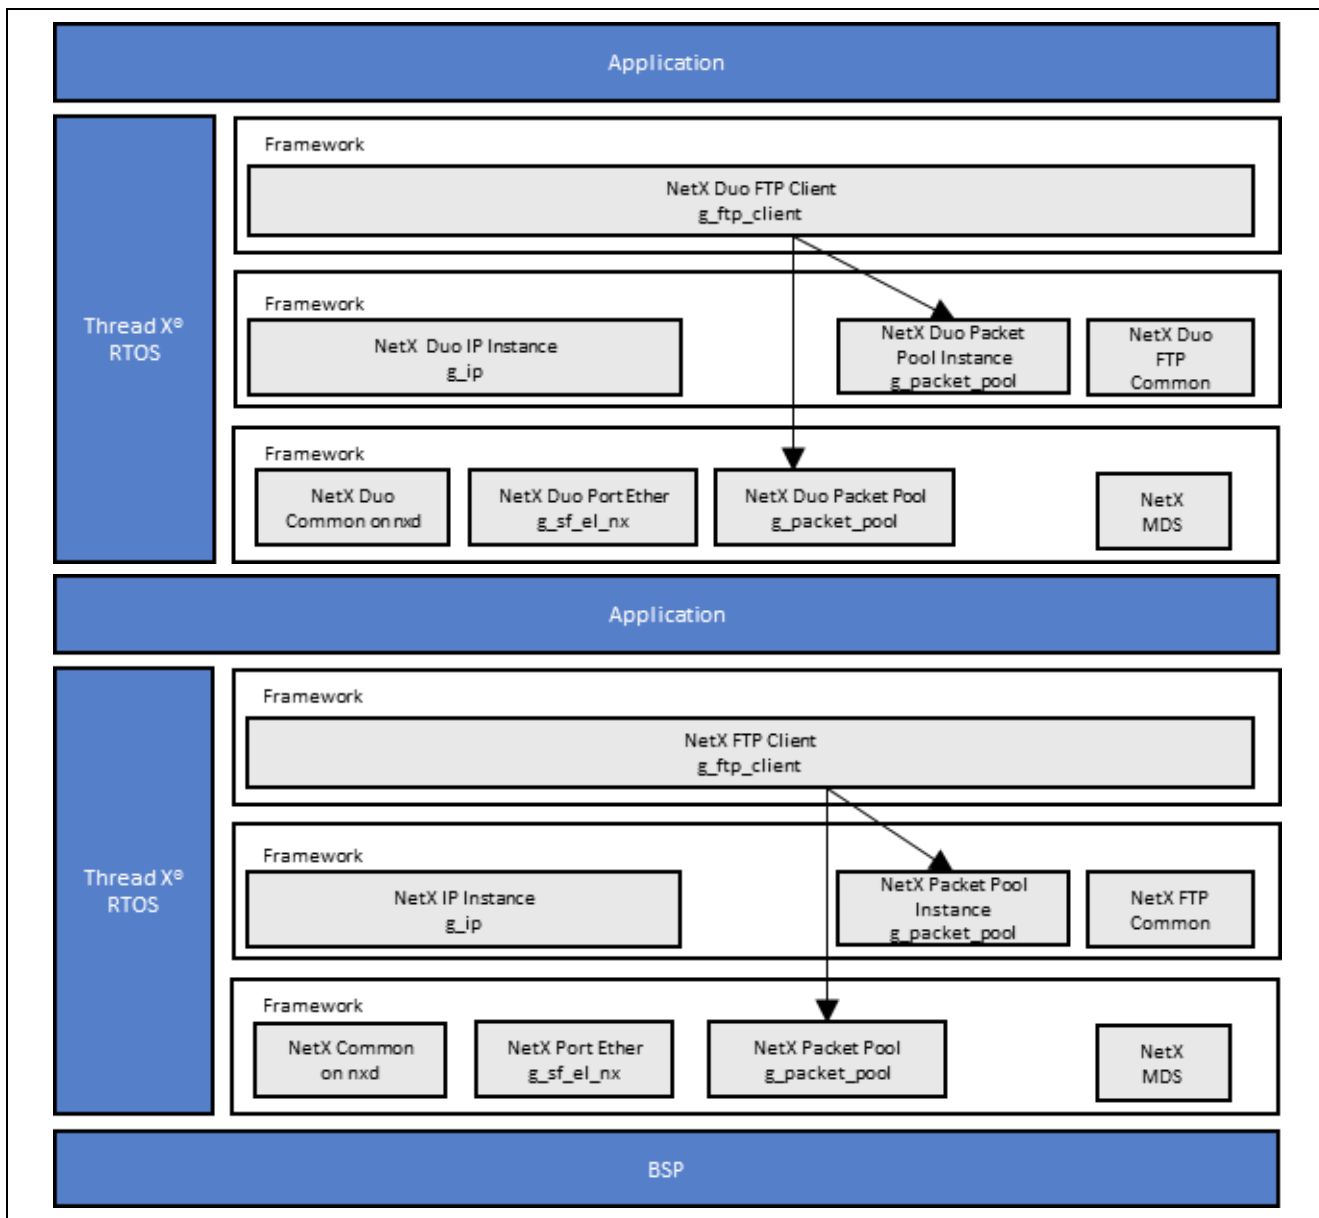 Application
Thread X®
RTOS
Framework
NetX Duo FTP Client
g_ftp_client
Framework
NetX Duo IP Instance
g_ip
NetX Duo Packet
Pool Instance
g_packet_pool
NetX Duo
FTP
Common
Framework
NetX Duo
Common on nxd
NetX Duo Port Ether
g_sf_el_nx
NetX Duo Packet Pool
g_packet_pool
NetX
MDS
Application
Thread X®
RTOS
Framework
NetX FTP Client
g_ftp_client
Framework
NetX IP Instance
g_ip
NetX Packet Pool
Instance
g_packet_pool
NetX FTP
Common
Framework
NetX Common
on nxd
NetX Port Ether
g_sf_el_nx
NetX Packet Pool
g_packet_pool
NetX
MDS
BSP